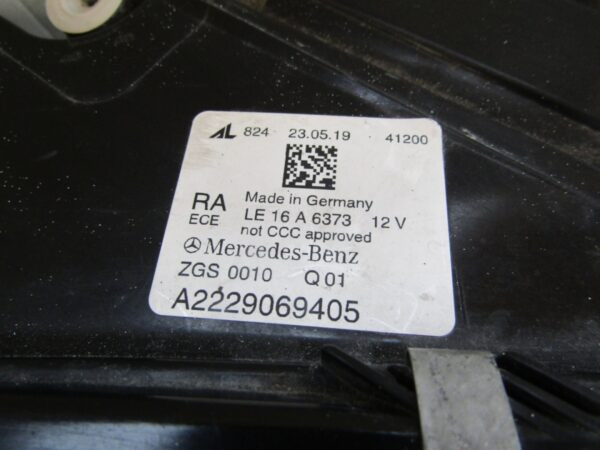 AL 824 23.05.19 41200
Made in Germany
RA LE 16 A 6373 12 V
ECE not CCC approved
Mercedes-Benz
ZGS 0010 Q01
A2229069405